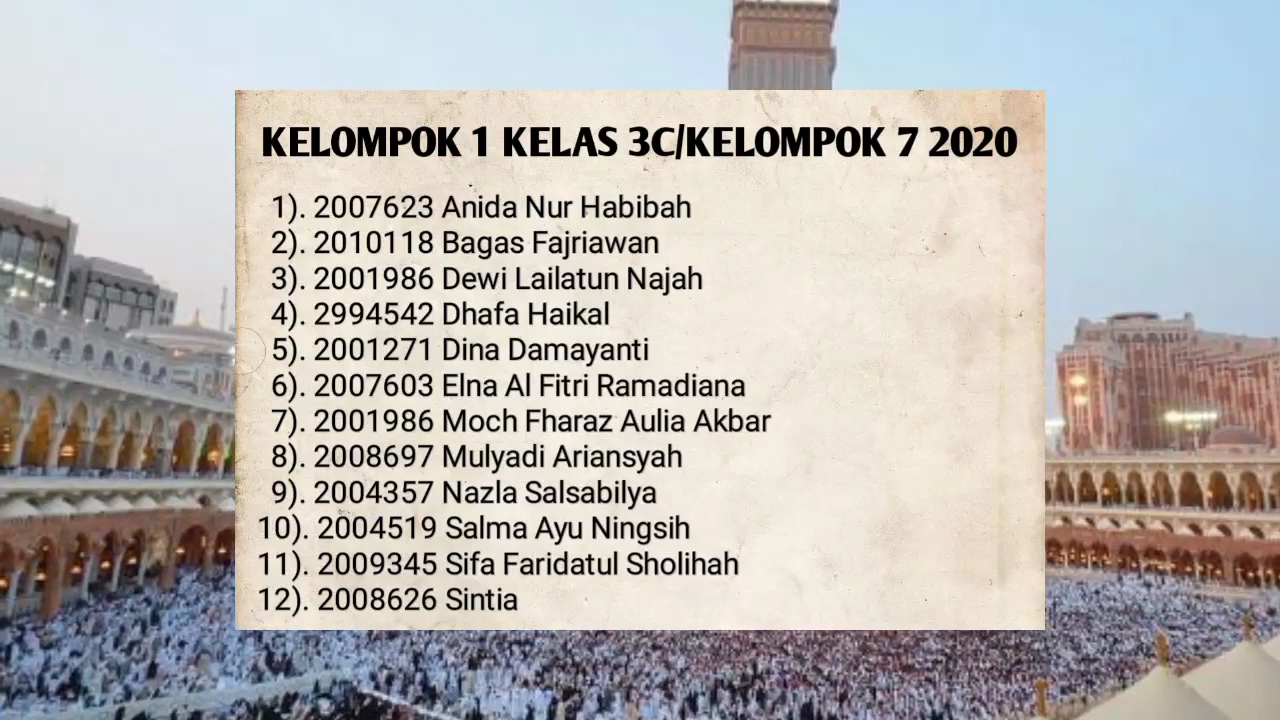 KELOMPOK 1 KELAS 3C/KELOMPOK 7 2020
1). 2007623 Anida Nur Habibah
2). 2010118 Bagas Fajriawan
3). 2001986 Dewi Lailatun Najah
4). 2994542 Dhafa Haikal
5). 2001271 Dina Damayanti
6). 2007603 Elna Al Fitri Ramadiana
7). 2001986 Moch Fharaz Aulia Akbar
8). 2008697 Mulyadi Ariansyah
9). 2004357 Nazla Salsabilya
10). 2004519 Salma Ayu Ningsih
11). 2009345 Sifa Faridatul Sholihah
12). 2008626 Sintia